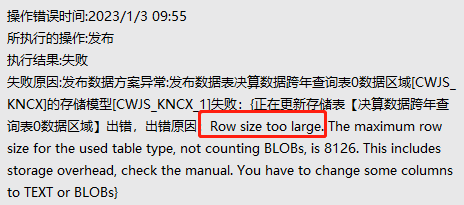 操作错误时间:2023/1/3 09:55
所执行的操作:发布
执行结果:失败
失败原因:发布数据方案异常:发布数据表决算数据跨年查询表0数据区域[CWJS_
KNCX]的存储模型[CWJS_KNCX_1]失败：{正在更新存储表【决算数据跨年查
询表0数据区域】出错，出错原因：Row size too large. The maximum row
size for the used table type, not counting BLOBs, is 8126. This includes
storage overhead, check the manual. You have to change some columns
to TEXT or BLOBs}